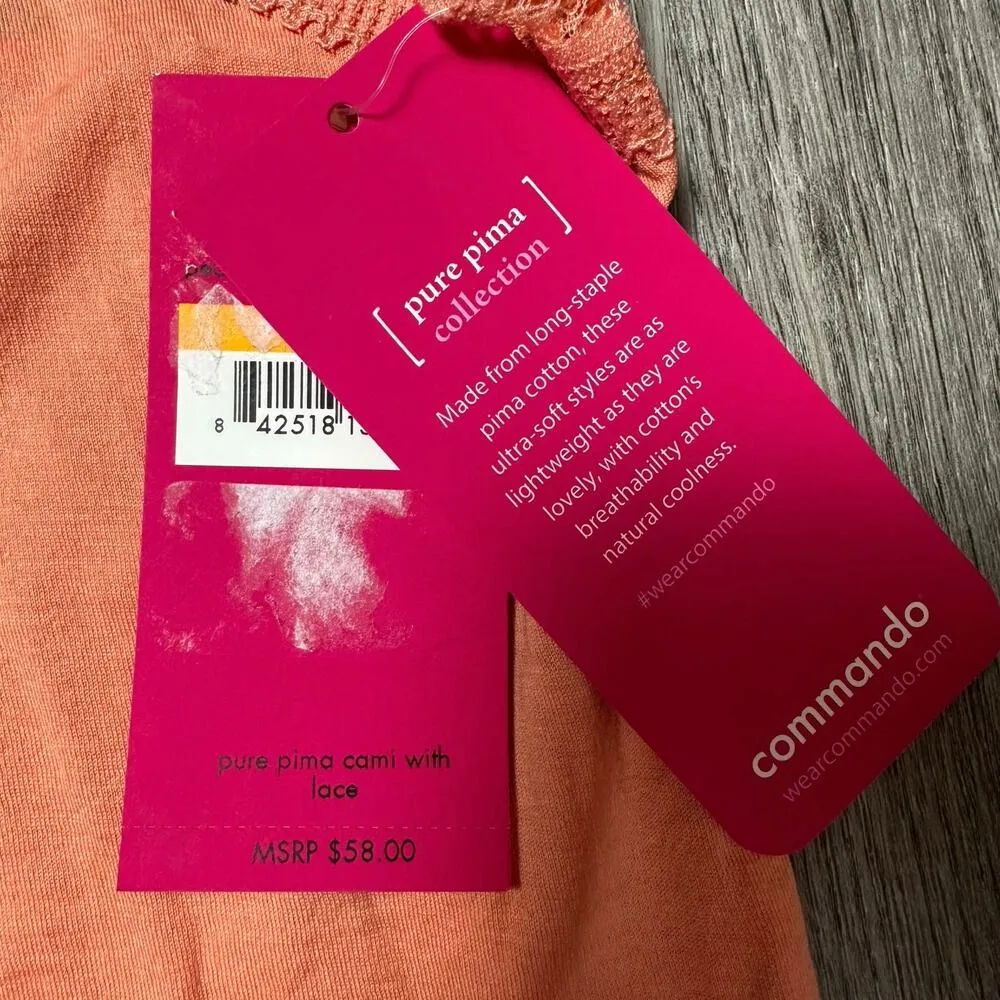 [ pure pima
collection ]
Made from long-staple
pima cotton, these
ultra-soft styles are as
lightweight as they are
lovely, with cotton's
breathability and
natural coolness.
#wearcommando
commando
wearcommando.com
8 42518 1
pure pima cami with
lace
MSRP $58.00